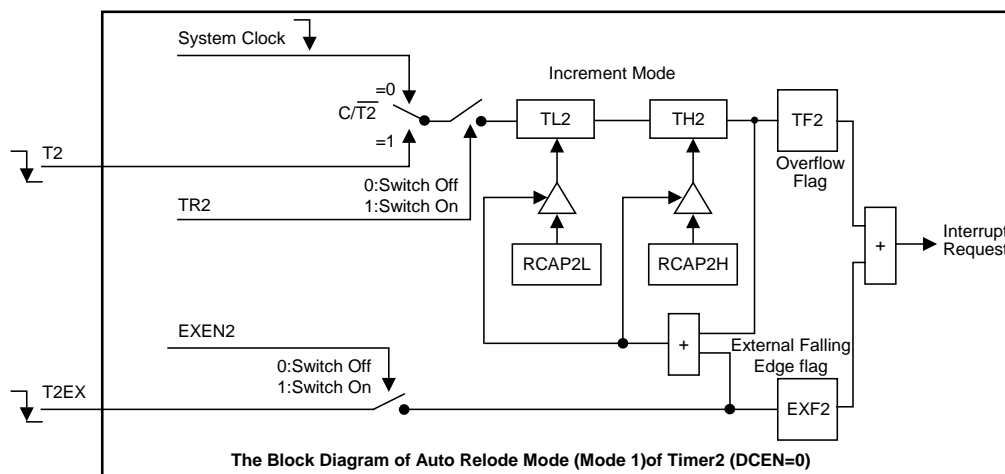 System Clock
Increment Mode
=0
C/T2
=1
TL2
TH2
TF2
T2
Overflow
Flag
0:Switch Off
1:Switch On
TR2
RCAP2L
RCAP2H
+
Interrupt
Request
EXEN2
0:Switch Off
1:Switch On
+
External Falling
Edge flag
T2EX
EXF2
The Block Diagram of Auto Relode Mode (Mode 1)of Timer2 (DCEN=0)